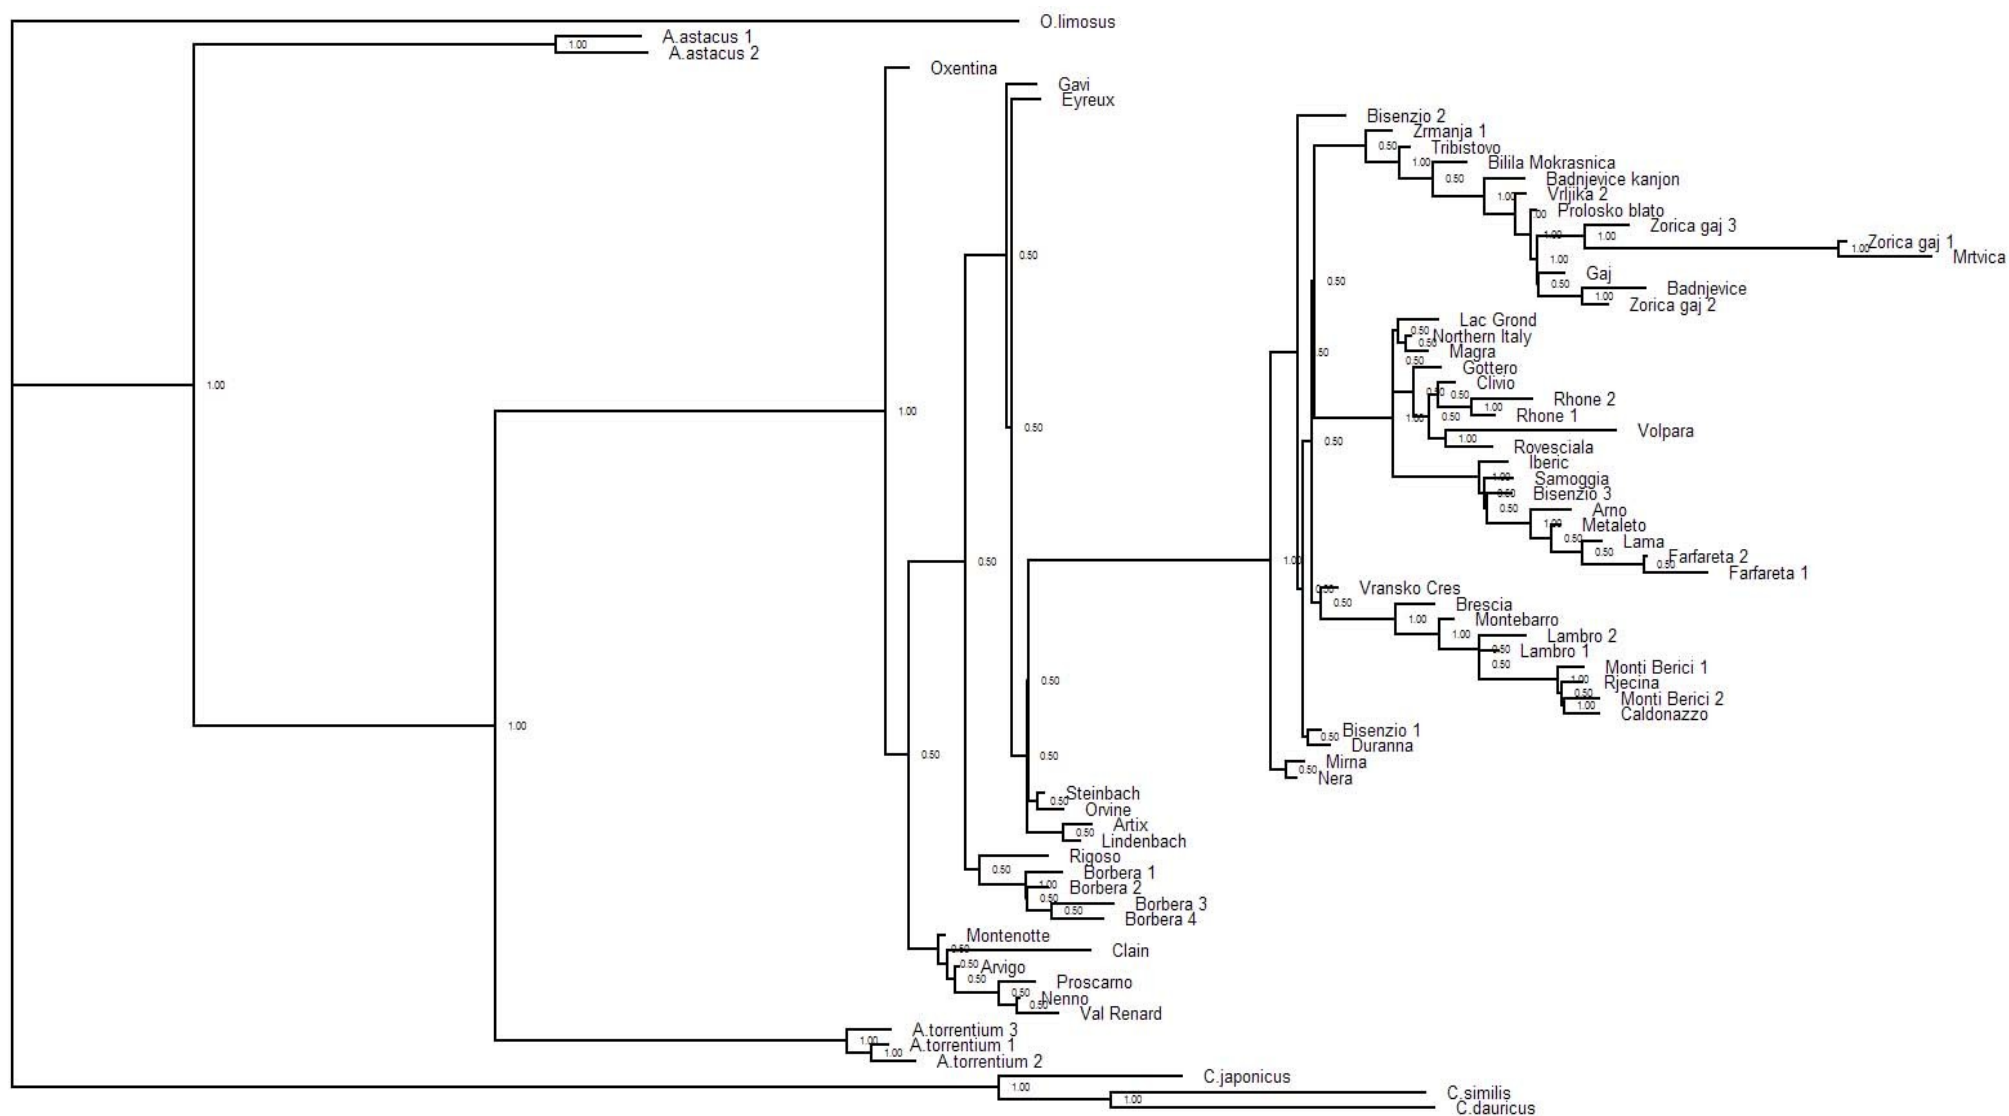 O.limosus
A.astacus 1
1.00
A.astacus 2
Oxentina
Gavi
Eyreux
Bisenzio 2
Zrmanja 1
0.50
Tribistovo
1.00
Bilila Mokrasnica
0.50
Badnjevice kanjon
1.00
Vrljika 2
Prolosko blato
.00
Zorica gaj 3
1.00
1.00
Zorica gaj 1
1.00
Mrtvica
0.50
1.00
Gaj
0.50
0.50
Badnjevice
1.00
Zorica gaj 2
Lac Grond
0.50
Northern Italy
0.50
Magra
.50
0.50
Gottero
1.00
Clivio
0.50
0.50
Rhone 2
1.00
1.00
Rhone 1
0.50
1.00
Volpara
0.50
1.00
0.50
Rovesciala
Iberic
1.00
Samoggia
0.50
Bisenzio 3
0.50
Arno
1.00
Metaleto
0.50
Lama
0.50
Farfareta 2
0.50
0.50
1.00
Farfareta 1
Vransko Cres
0.50
0.50
Brescia
1.00
Montebarro
1.00
Lambro 2
0.50
Lambro 1
0.50
Monti Berici 1
1.00
0.50
Rjecina
0.50
Monti Berici 2
1.00
Caldonazzo
1.00
Bisenzio 1
0.50
Duranna
0.50
0.50
Mirna
0.50
Nera
Steinbach
0.50
Orvine
Artix
0.50
Lindenbach
Rigoso
0.50
Borbera 1
1.00
Borbera 2
0.50
Borbera 3
0.50
Borbera 4
Montenotte
0.50
Clain
0.50
Arvigo
0.50
Proscarno
0.50
Nenno
0.50
Val Renard
A.torrentium 3
1.00
A.torrentium 1
1.00
A.torrentium 2
C.japonicus
1.00
C.similis
1.00
C.dauricus